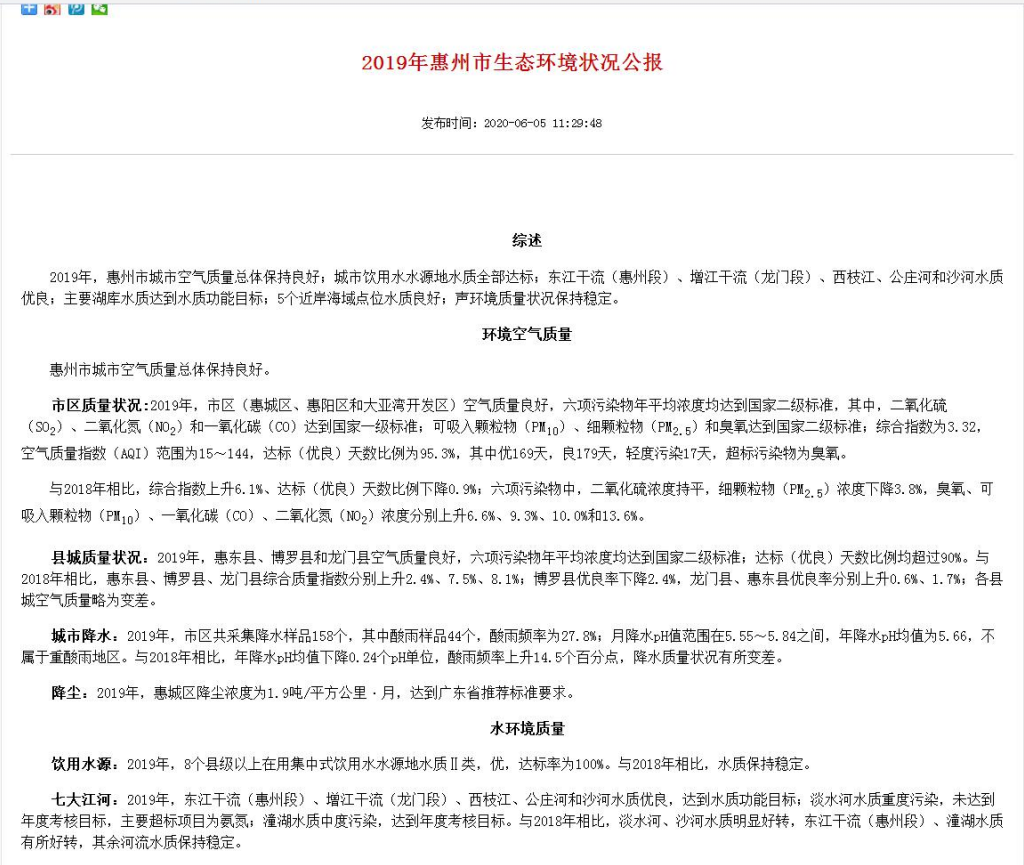 2019年惠州市生态环境状况公报
发布时间：2020-06-05 11:29:48
综述
2019年，惠州市城市空气质量总体保持良好；城市饮用水水源地水质全部达标；东江干流（惠州段）、增江干流（龙门段）、西枝江、公庄河和沙河水质
优良；主要湖库水质达到水质功能目标；5个近岸海域点位水质良好；声环境质量状况保持稳定。
环境空气质量
惠州市城市空气质量总体保持良好。
市区质量状况:2019年，市区（惠城区、惠阳区和大亚湾开发区）空气质量良好，六项污染物年平均浓度均达到国家二级标准，其中，二氧化硫
（SO₂）、二氧化氮（NO₂）和一氧化碳（CO）达到国家一级标准；可吸入颗粒物（PM₁₀）、细颗粒物（PM₂.₅）和臭氧达到国家二级标准；综合指数为3.32，
空气质量指数（AQI）范围为15～144，达标（优良）天数比例为95.3%，其中优169天，良179天，轻度污染17天，超标污染物为臭氧。
与2018年相比，综合指数上升6.1%、达标（优良）天数比例下降0.9%；六项污染物中，二氧化硫浓度持平，细颗粒物（PM₂.₅）浓度下降3.8%，臭氧、可
吸入颗粒物（PM₁₀）、一氧化碳（CO）、二氧化氮（NO₂）浓度分别上升6.6%、9.3%、10.0%和13.6%。
县城质量状况：2019年，惠东县、博罗县和龙门县空气质量良好，六项污染物年平均浓度均达到国家二级标准；达标（优良）天数比例均超过90%。与
2018年相比，惠东县、博罗县、龙门县综合质量指数分别上升2.4%、7.5%、8.1%；博罗县优良率下降2.4%，龙门县、惠东县优良率分别上升0.6%、1.7%；各县
城空气质量略为变差。
城市降水：2019年，市区共采集降水样品158个，其中酸雨样品44个，酸雨频率为27.8%；月降水pH值范围在5.55～5.84之间，年降水pH均值为5.66，不
属于重酸雨地区。与2018年相比，年降水pH均值下降0.24个pH单位，酸雨频率上升14.5个百分点，降水质量状况有所变差。
降尘：2019年，惠城区降尘浓度为1.9吨/平方公里·月，达到广东省推荐标准要求。
水环境质量
饮用水源：2019年，8个县级以上在用集中式饮用水水源地水质Ⅱ类，优，达标率为100%。与2018年相比，水质保持稳定。
七大江河：2019年，东江干流（惠州段）、增江干流（龙门段）、西枝江、公庄河和沙河水质优良，达到水质功能目标；淡水河水质重度污染，未达到
年度考核目标，主要超标项目为氨氮；潼湖水质中度污染，达到年度考核目标。与2018年相比，淡水河、沙河水质明显好转，东江干流（惠州段）、潼湖水质
有所好转，其余河流水质保持稳定。